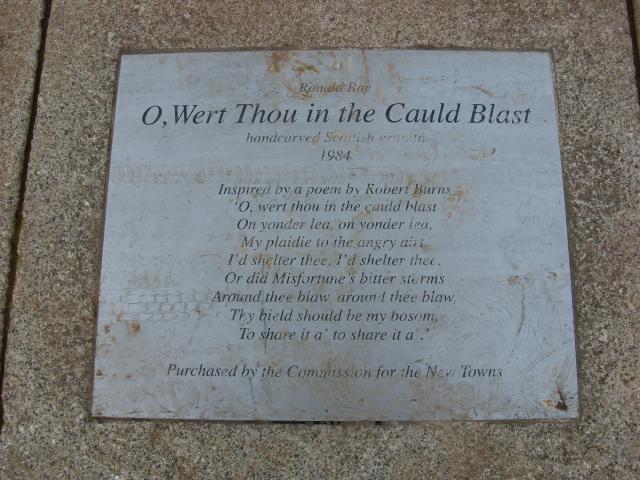 Ronald Rae
O, Wert Thou in the Cauld Blast
handcarved Scottish granite
1984
Inspired by a poem by Robert Burns
'O, wert thou in the cauld blast
On yonder lea, on yonder lea,
My plaidie to the angry airt
I'd shelter thee, I'd shelter thee.
Or did Misfortune's bitter storms
Around thee blaw, around thee blaw,
Thy bield should be my bosom,
To share it a' to share it a'.'
Purchased by the Commission for the New Towns